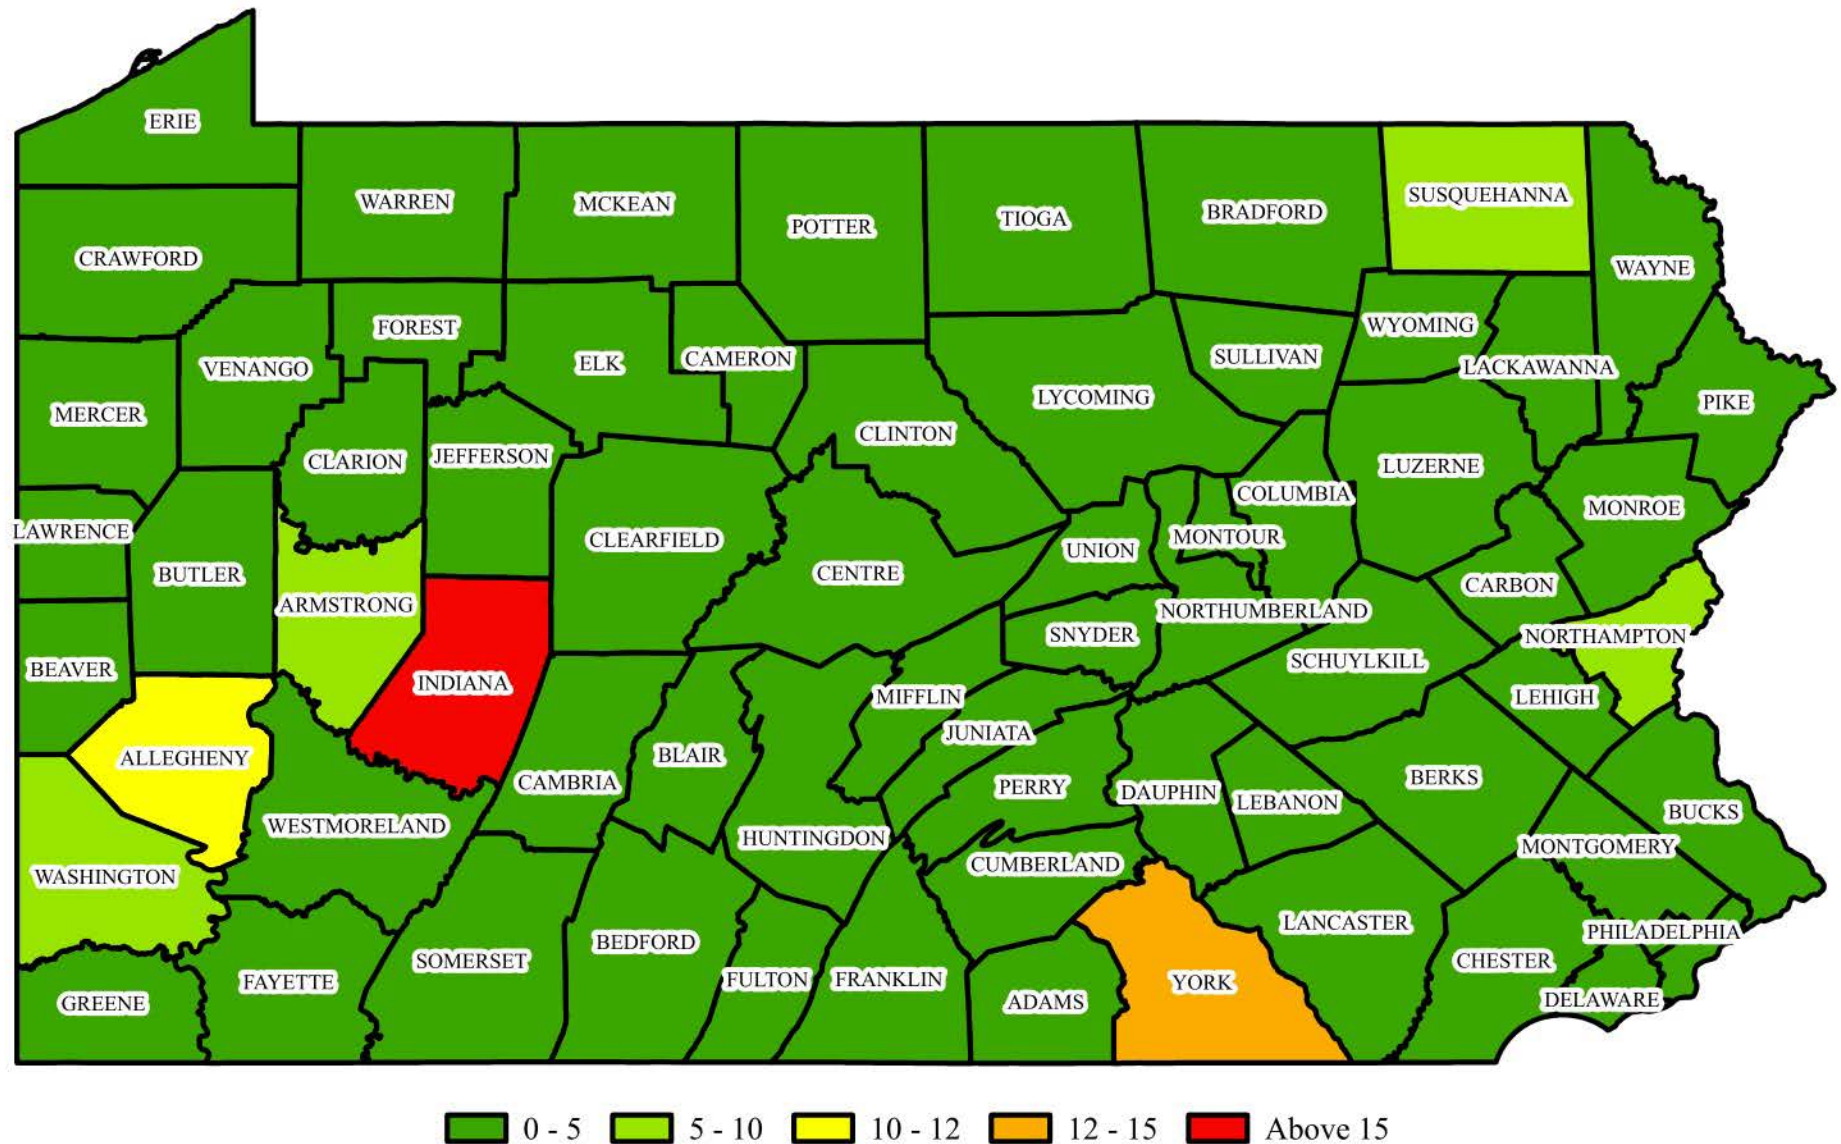 ERIE
WARREN
MCKEAN
POTTER
TIOGA
BRADFORD
SUSQUEHANNA
WAYNE
CRAWFORD
FOREST
VENANGO
ELK
CAMERON
SULLIVAN
WYOMING
LACKAWANNA
PIKE
MERCER
CLARION
JEFFERSON
CLINTON
LYCOMING
LUZERNE
COLUMBIA
MONROE
LAWRENCE
BUTLER
ARMSTRONG
CLEARFIELD
CENTRE
UNION
MONTOUR
CARBON
NORTHUMBERLAND
SNYDER
NORTHAMPTON
BEAVER
INDIANA
MIFFLIN
SCHUYLKILL
LEHIGH
ALLEGHENY
CAMBRIA
BLAIR
JUNIATA
PERRY
DAUPHIN
LEBANON
BERKS
BUCKS
WESTMORELAND
HUNTINGDON
CUMBERLAND
MONTGOMERY
WASHINGTON
LANCASTER
PHILADELPHIA
GREENE
FAYETTE
SOMERSET
BEDFORD
FULTON
FRANKLIN
ADAMS
YORK
CHESTER
DELAWARE
0 - 5
5 - 10
10 - 12
12 - 15
Above 15